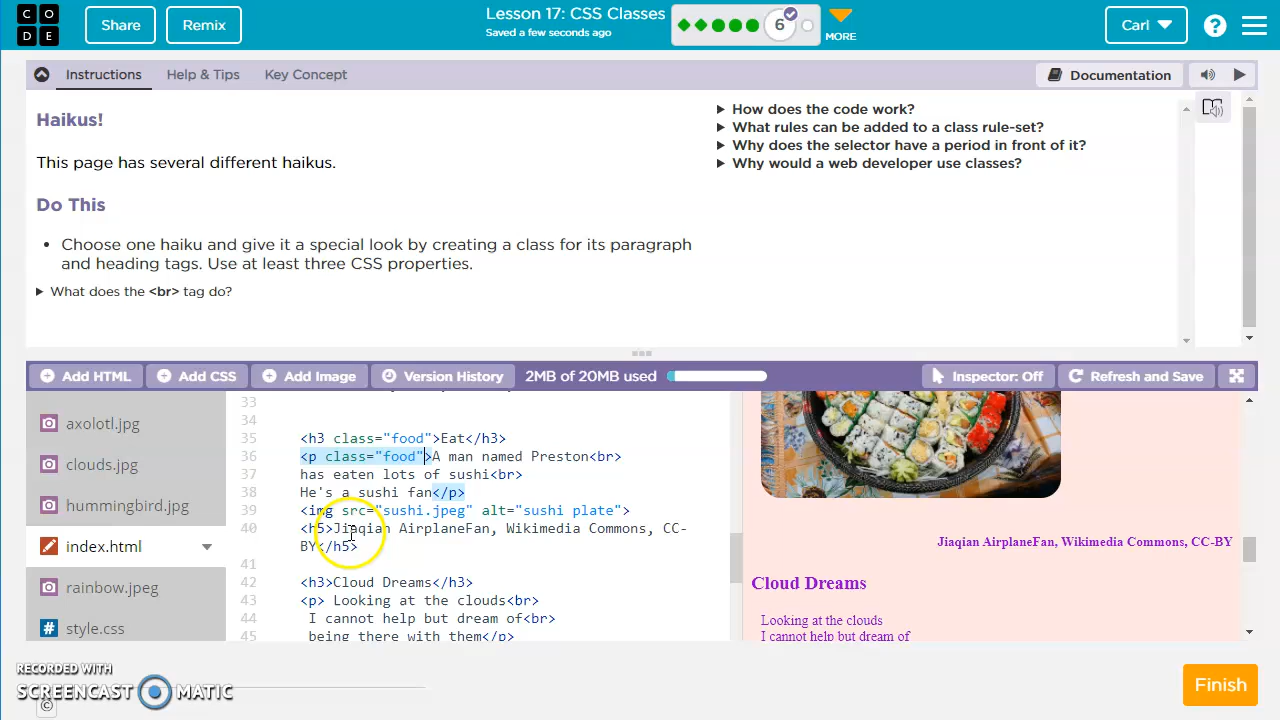 C O
D E
Share
Remix
Lesson 17: CSS Classes
Saved a few seconds ago
6
MORE
Carl
?
Instructions
Help & Tips
Key Concept
Documentation
Haikus!
This page has several different haikus.
Do This
• Choose one haiku and give it a special look by creating a class for its paragraph
and heading tags. Use at least three CSS properties.
What does the <br> tag do?
How does the code work?
What rules can be added to a class rule-set?
Why does the selector have a period in front of it?
Why would a web developer use classes?
Add HTML
Add CSS
Add Image
Version History
2MB of 20MB used
Inspector: Off
Refresh and Save
axolotl.jpg
clouds.jpg
hummingbird.jpg
index.html
rainbow.jpeg
style.css
33
34
35 <h3 class="food">Eat</h3>
36 <p class="food">A man named Preston<br>
37 has eaten lots of sushi<br>
38 He's a sushi fan</p>
39 <img src="sushi.jpeg" alt="sushi plate">
40 <h5>Jiaqian AirplaneFan, Wikimedia Commons, CC-
BY</h5>
41
42 <h3>Cloud Dreams</h3>
43 <p> Looking at the clouds<br>
44 I cannot help but dream of<br>
45 being there with them</p>
Jiaqian AirplaneFan, Wikimedia Commons, CC-BY
Cloud Dreams
Looking at the clouds
I cannot help but dream of
RECORDED WITH
SCREENCAST MATIC
©
Finish